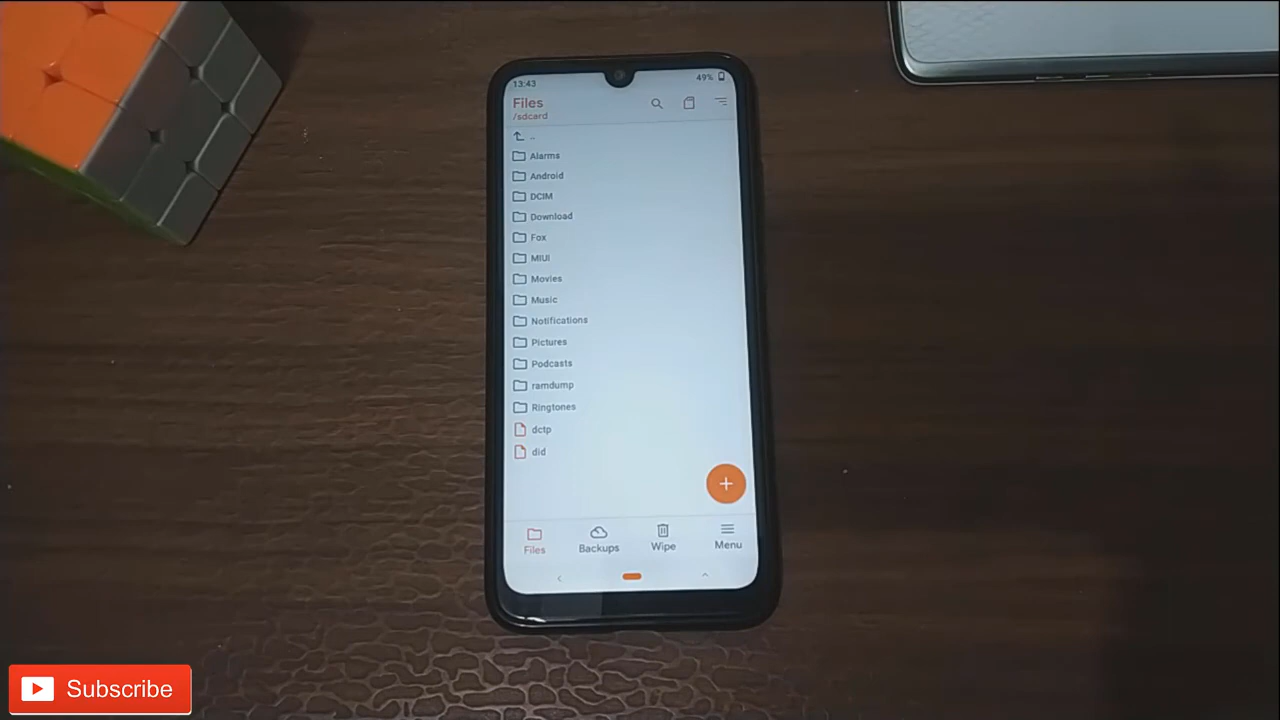 13:43
49%
Files
/sdcard
..
Alarms
Android
DCIM
Download
Fox
MIUI
Movies
Music
Notifications
Pictures
Podcasts
ramdump
Ringtones
dctp
did
+
Files
Backups
Wipe
Menu
Subscribe